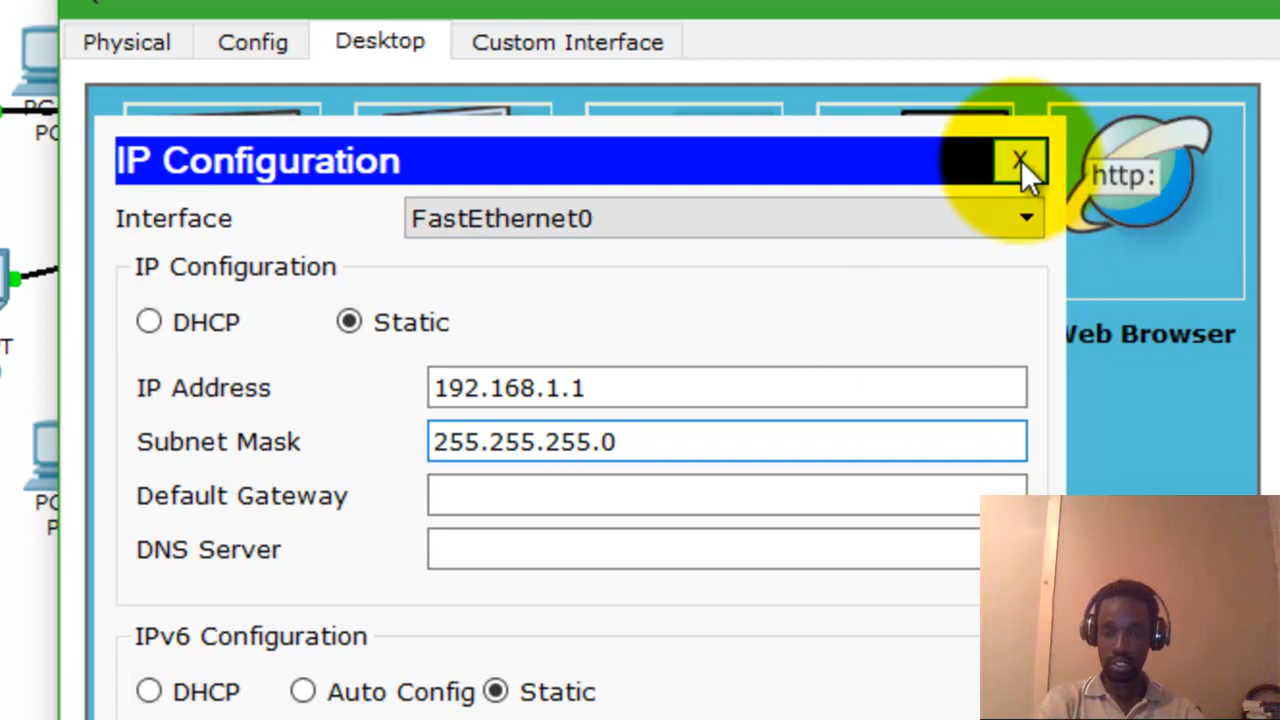 Physical
Config
Desktop
Custom Interface
PC
IP Configuration
X
http:
Interface
FastEthernet0
IP Configuration
DHCP
Static
Web Browser
IP Address
192.168.1.1
Subnet Mask
255.255.255.0
Default Gateway
DNS Server
IPv6 Configuration
DHCP
Auto Config
Static